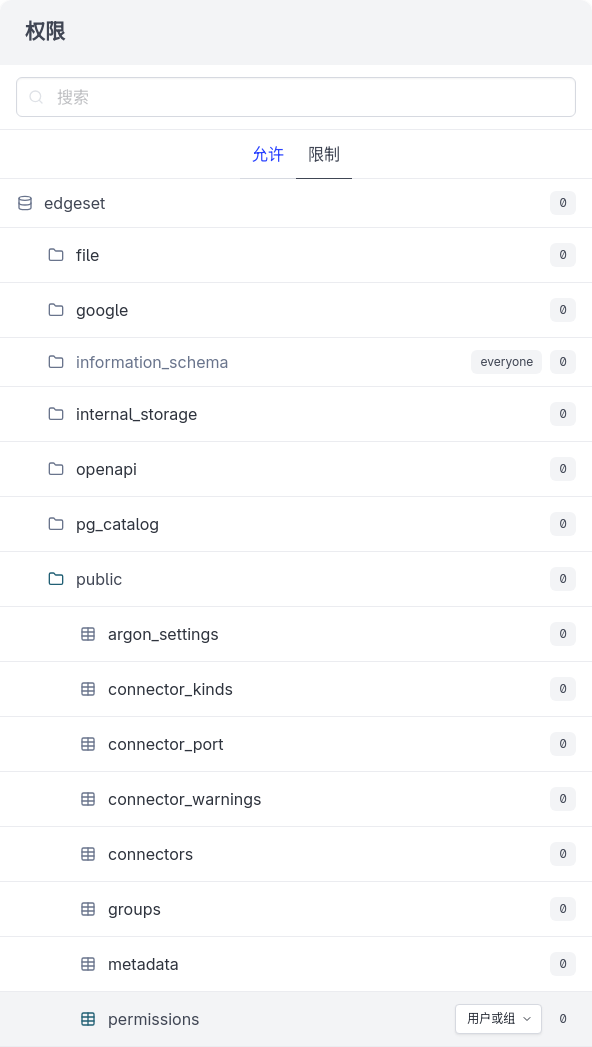 权限
搜索
允许 限制
edgeset 0
file 0
google 0
information_schema everyone 0
internal_storage 0
openapi 0
pg_catalog 0
public 0
argon_settings 0
connector_kinds 0
connector_port 0
connector_warnings 0
connectors 0
groups 0
metadata 0
permissions 用户或组 0